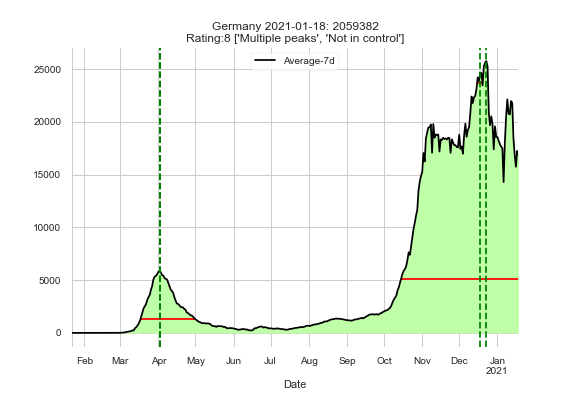 Germany 2021-01-18: 2059382
Rating:8 ['Multiple peaks', 'Not in control']
Average-7d
25000
20000
15000
10000
5000
0
Feb Mar Apr May Jun Jul Aug Sep Oct Nov Dec Jan
2021
Date